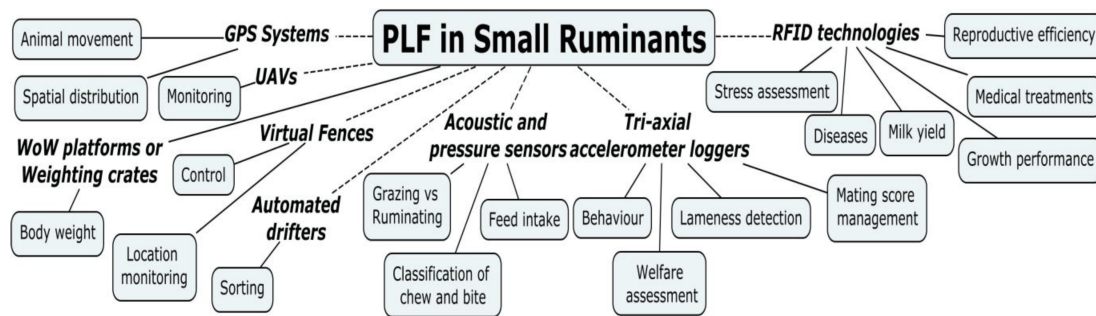 PLF in Small Ruminants
GPS Systems
Animal movement
Spatial distribution
UAVs
Monitoring
WoW platforms or
Weighting crates
Body weight
Virtual Fences
Control
Location
monitoring
Automated
drifters
Sorting
Acoustic and
pressure sensors
Grazing vs
Ruminating
Classification of
chew and bite
Feed intake
Tri-axial
accelerometer loggers
Behaviour
Welfare
assessment
Lameness detection
Mating score
management
RFID technologies
Stress assessment
Diseases
Milk yield
Reproductive efficiency
Medical treatments
Growth performance